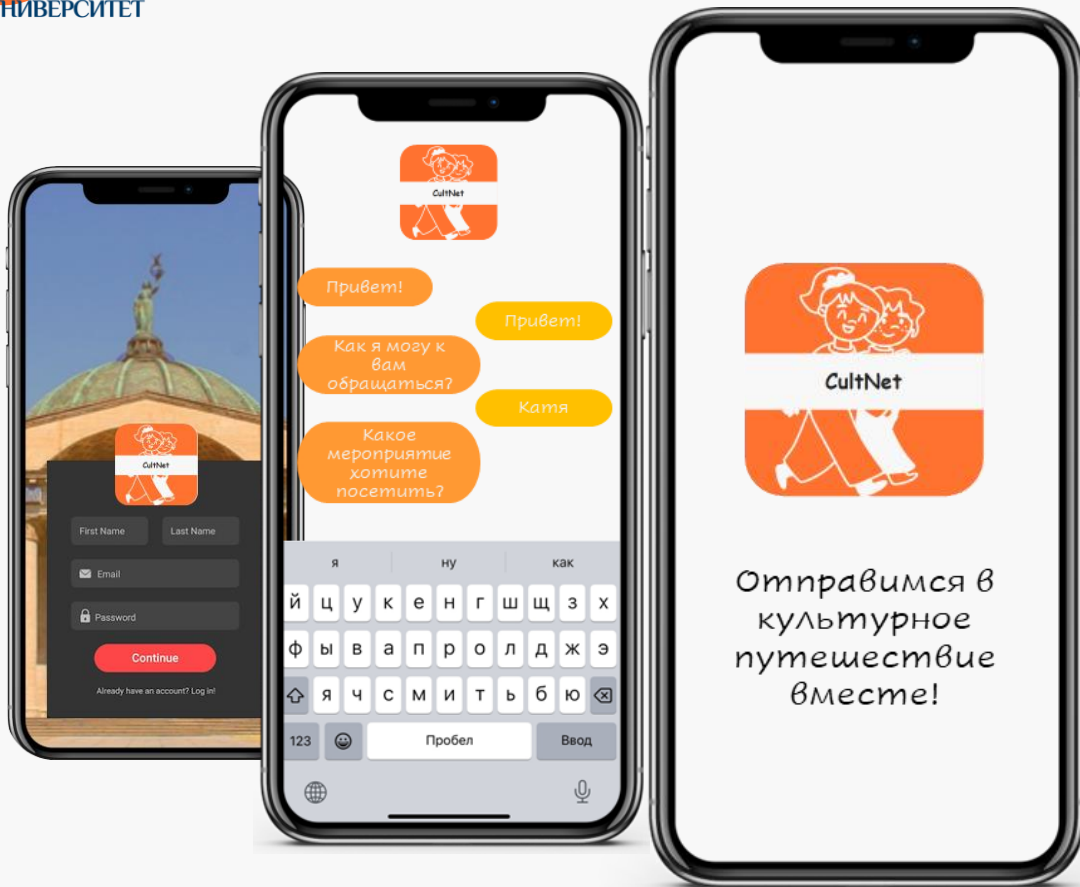 НИВЕРСИТЕТ
CultNet
First Name
Last Name
Email
Password
Continue
Already have an account? Log in!
CultNet
Привет!
Привет!
Как я могу к
вам
обращаться?
Катя
Какое
мероприятие
хотите
посетить?
я ну как
й ц у к е н г ш щ з х
ф ы в а п р о л д ж э
я ч с м и т ь б ю
123 Пробел Ввод
CultNet
Отправимся в
культурное
путешествие
вместе!